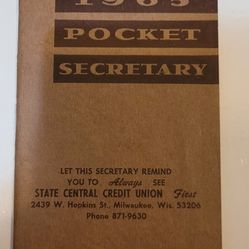 1965
POCKET
SECRETARY
LET THIS SECRETARY REMIND
YOU TO Always SEE
STATE CENTRAL CREDIT UNION First
2439 W. Hopkins St., Milwaukee, Wis. 53206
Phone 871-9630